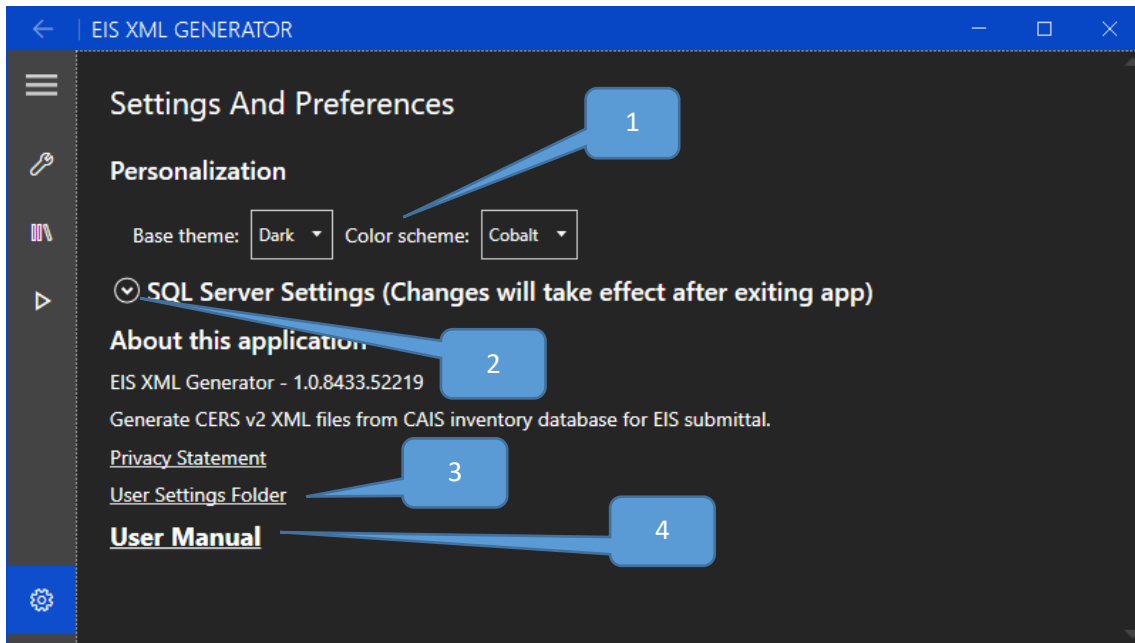 EIS XML GENERATOR
Settings And Preferences
1
Personalization
Base theme: Dark Color scheme: Cobalt
SQL Server Settings (Changes will take effect after exiting app)
About this application
2
EIS XML Generator - 1.0.8433.52219
Generate CERS v2 XML files from CAIS inventory database for EIS submittal.
Privacy Statement
3
User Settings Folder
User Manual
4